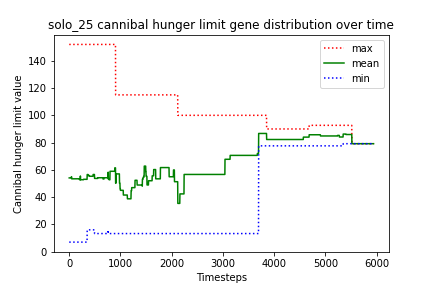 solo_25 cannibal hunger limit gene distribution over time
max
mean
min
Cannibal hunger limit value
140
120
100
80
60
40
20
0
0 1000 2000 3000 4000 5000 6000
Timesteps